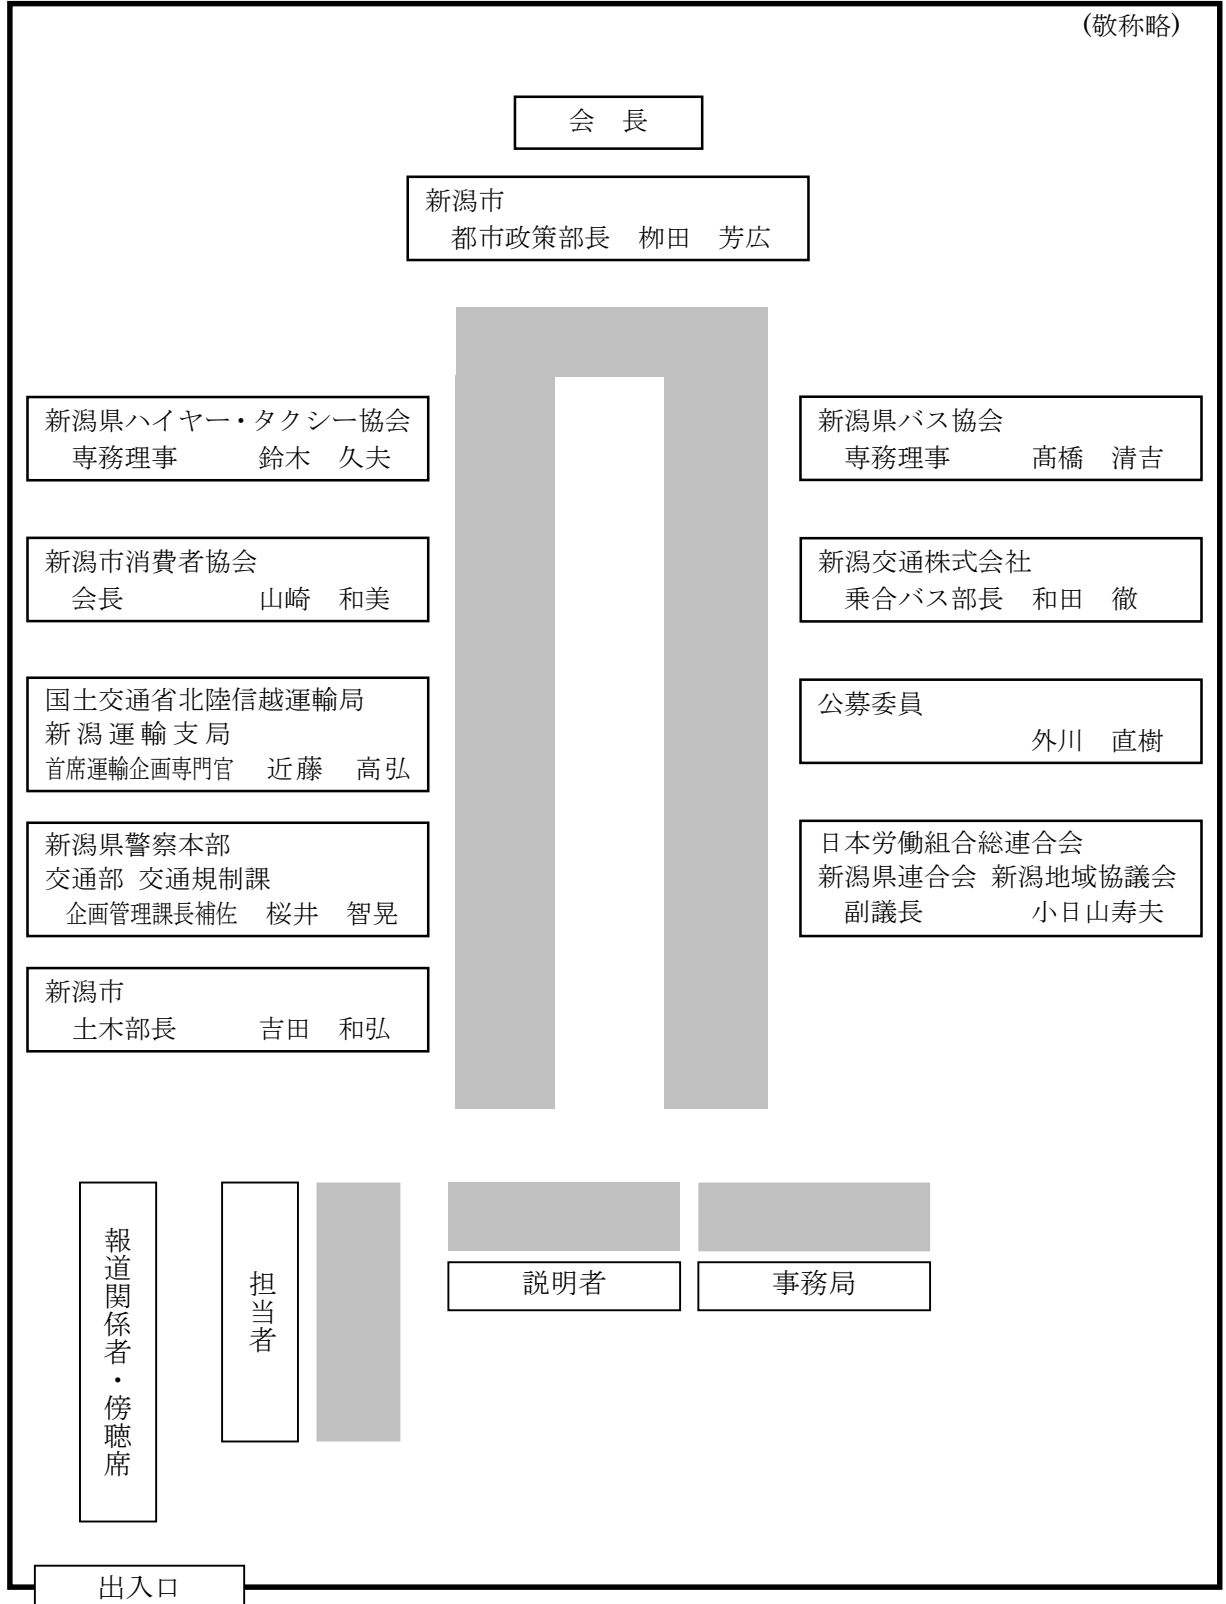 (敬称略)
会 長
新潟市
都市政策部長 栁田 芳広
新潟県ハイヤー・タクシー協会
専務理事 鈴木 久夫
新潟市消費者協会
会長 山崎 和美
国土交通省北陸信越運輸局
新潟運輸支局
首席運輸企画専門官 近藤 高弘
新潟県警察本部
交通部 交通規制課
企画管理課長補佐 桜井 智晃
新潟市
土木部長 吉田 和弘
新潟県バス協会
専務理事 髙橋 清吉
新潟交通株式会社
乗合バス部長 和田 徹
公募委員
外川 直樹
日本労働組合総連合会
新潟県連合会 新潟地域協議会
副議長 小日山寿夫
報道関係者・傍聴席
担当者
説明者
事務局
出入口